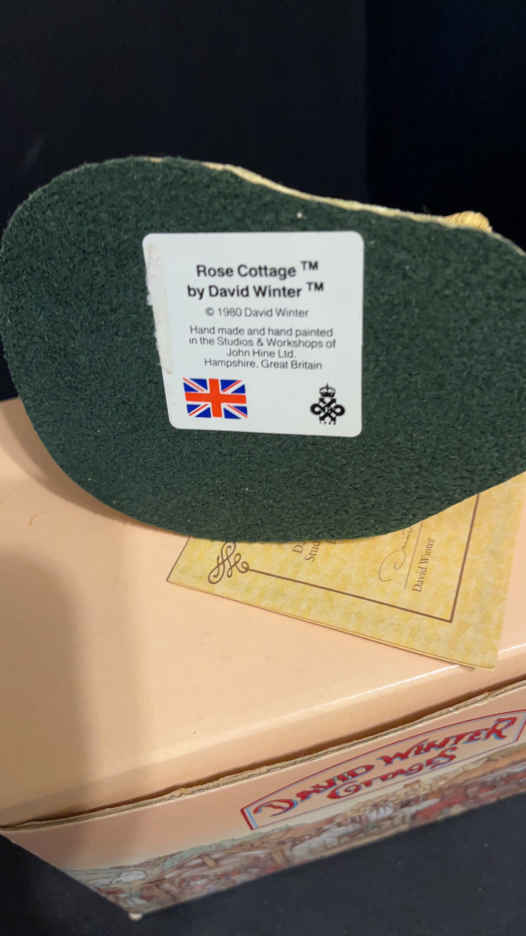 Rose Cottage ™
by David Winter ™
© 1980 David Winter
Hand made and hand painted
in the Studios & Workshops of
John Hine Ltd.
Hampshire, Great Britain
David Winter
DAVID WINTER
COTTAGES